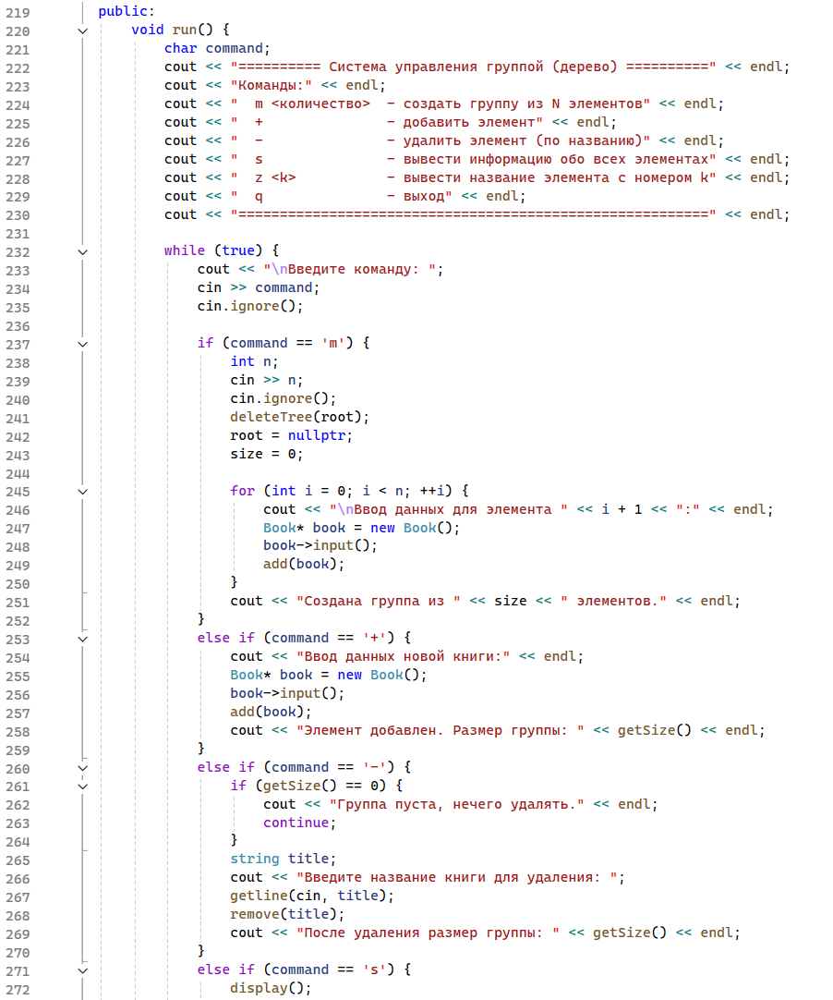 219 public:
220 void run() {
221 char command;
222 cout << "========== Система управления группой (дерево) ==========" << endl;
223 cout << "Команды:" << endl;
224 cout << "  m <количество>  - создать группу из N элементов" << endl;
225 cout << "  +               - добавить элемент" << endl;
226 cout << "  -               - удалить элемент (по названию)" << endl;
227 cout << "  s               - вывести информацию обо всех элементах" << endl;
228 cout << "  z <k>           - вывести название элемента с номером k" << endl;
229 cout << "  q               - выход" << endl;
230 cout << "=========================================================" << endl;
231
232 while (true) {
233 cout << "\nВведите команду: ";
234 cin >> command;
235 cin.ignore();
236
237 if (command == 'm') {
238 int n;
239 cin >> n;
240 cin.ignore();
241 deleteTree(root);
242 root = nullptr;
243 size = 0;
244
245 for (int i = 0; i < n; ++i) {
246 cout << "\nВвод данных для элемента " << i + 1 << ":" << endl;
247 Book* book = new Book();
248 book->input();
249 add(book);
250 }
251 cout << "Создана группа из " << size << " элементов." << endl;
252 }
253 else if (command == '+') {
254 cout << "Ввод данных новой книги:" << endl;
255 Book* book = new Book();
256 book->input();
257 add(book);
258 cout << "Элемент добавлен. Размер группы: " << getSize() << endl;
259 }
260 else if (command == '-') {
261 if (getSize() == 0) {
262 cout << "Группа пуста, нечего удалять." << endl;
263 continue;
264 }
265 string title;
266 cout << "Введите название книги для удаления: ";
267 getline(cin, title);
268 remove(title);
269 cout << "После удаления размер группы: " << getSize() << endl;
270 }
271 else if (command == 's') {
272 display();